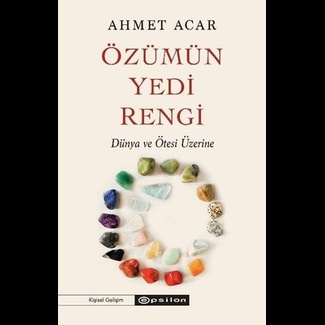 AHMET ACAR
ÖZÜMÜN
YEDİ
RENGİ
Dünya ve Ötesi Üzerine
Kişisel Gelişim
epsilon